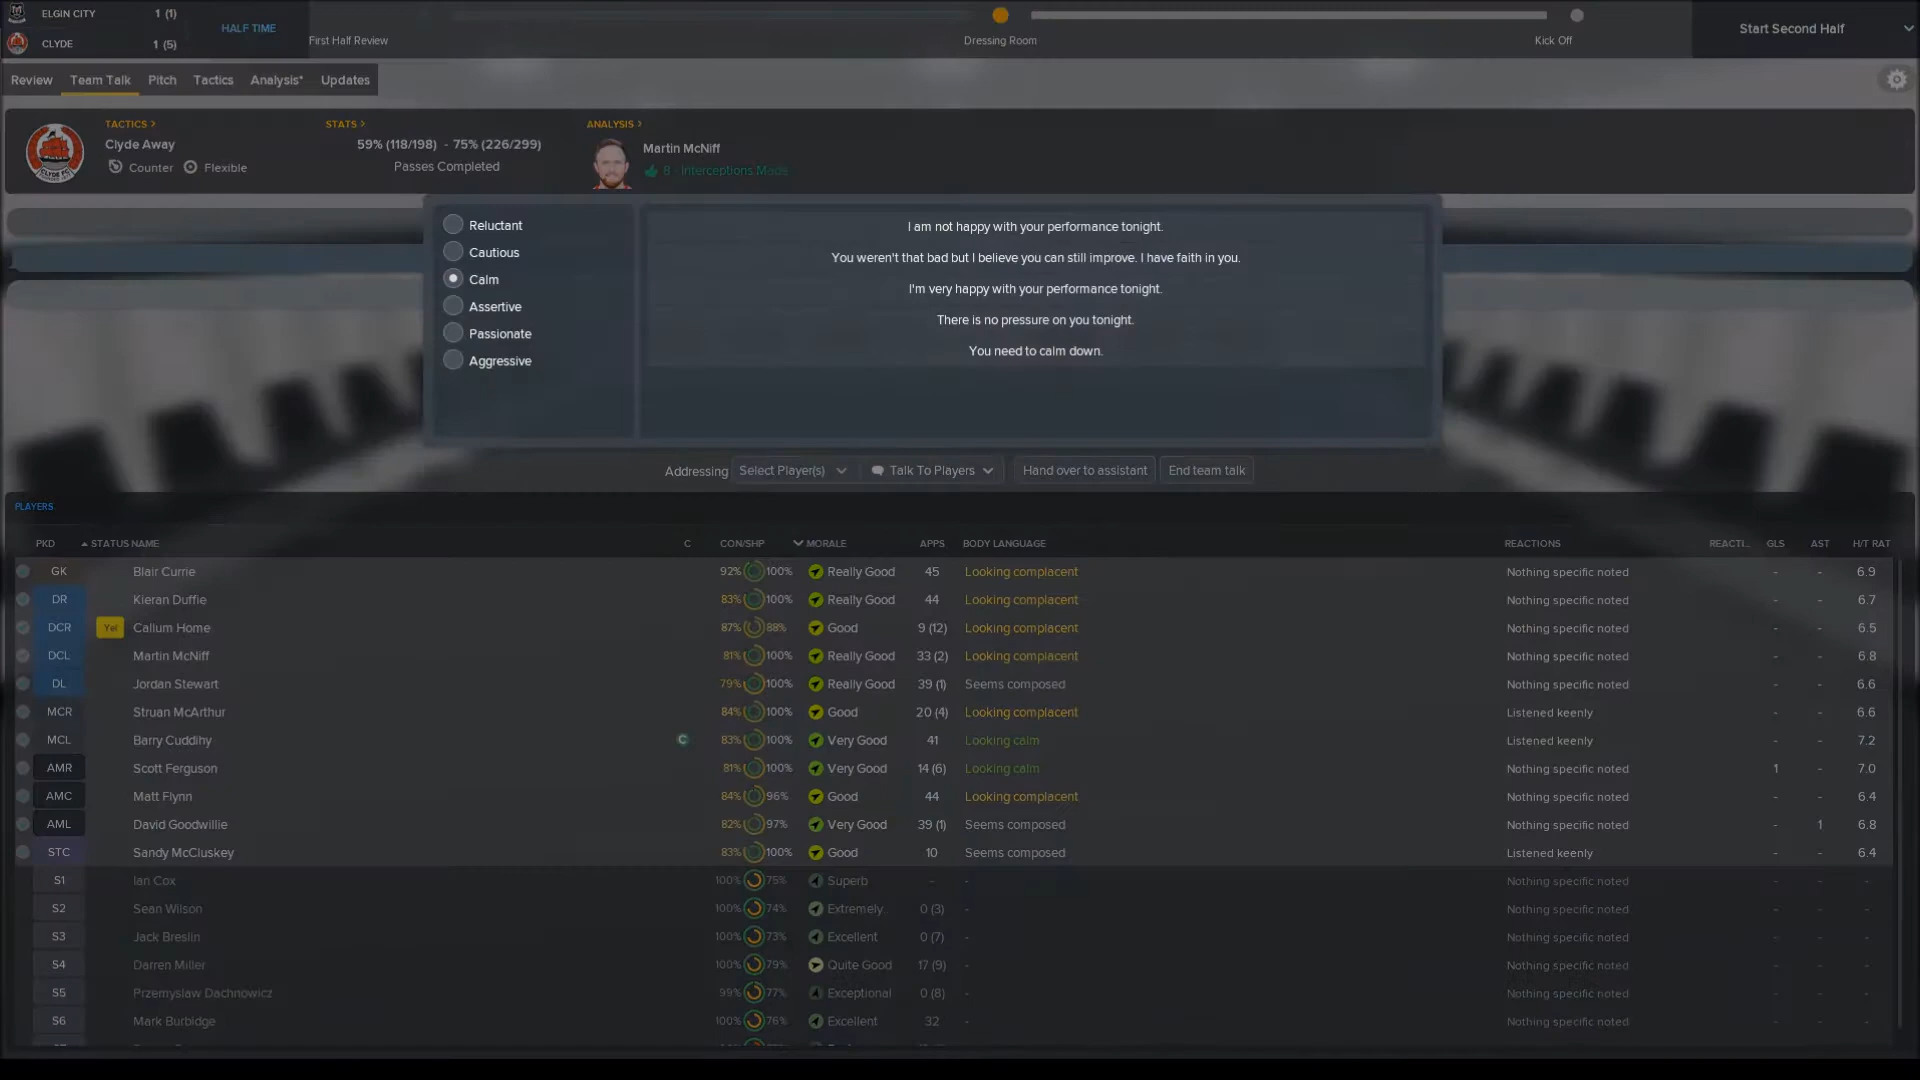 ELGIN CITY 1 (1)
CLYDE 1 (5)
HALF TIME
First Half Review
Dressing Room
Kick Off
Start Second Half
Review Team Talk Pitch Tactics Analysis* Updates
TACTICS >
Clyde Away
Counter Flexible
STATS >
59% (118/198) - 75% (226/299)
Passes Completed
ANALYSIS >
Martin McNiff
8 - Interceptions Made
Reluctant
Cautious
Calm
Assertive
Passionate
Aggressive
I am not happy with your performance tonight.
You weren't that bad but I believe you can still improve. I have faith in you.
I'm very happy with your performance tonight.
There is no pressure on you tonight.
You need to calm down.
Addressing Select Player(s) Talk To Players Hand over to assistant End team talk
PLAYERS
PKD STATUS NAME C CON/SHP MORALE APPS BODY LANGUAGE REACTIONS REACTI... GLS AST H/T RAT
GK Blair Currie 92% 100% Really Good 45 Looking complacent Nothing specific noted - - 6.9
DR Kieran Duffie 83% 100% Really Good 44 Looking complacent Nothing specific noted - - 6.7
DCR Yel Callum Home 87% 88% Good 9 (12) Looking complacent Nothing specific noted - - 6.5
DCL Martin McNiff 81% 100% Really Good 33 (2) Looking complacent Nothing specific noted - - 6.8
DL Jordan Stewart 79% 100% Really Good 39 (1) Seems composed Nothing specific noted - - 6.6
MCR Struan McArthur 84% 100% Good 20 (4) Looking complacent Listened keenly - - 6.6
MCL Barry Cuddihy C 83% 100% Very Good 41 Looking calm Listened keenly - - 7.2
AMR Scott Ferguson 81% 100% Very Good 14 (6) Looking calm Nothing specific noted 1 - 7.0
AMC Matt Flynn 84% 96% Good 44 Looking complacent Nothing specific noted - - 6.4
AML David Goodwillie 82% 97% Very Good 39 (1) Seems composed Nothing specific noted - 1 6.8
STC Sandy McCluskey 83% 100% Good 10 Seems composed Listened keenly - - 6.4
S1 Ian Cox 100% 75% Superb - - Nothing specific noted - - -
S2 Sean Wilson 100% 74% Extremely... 0 (3) - Nothing specific noted - - -
S3 Jack Breslin 100% 73% Excellent 0 (7) - Nothing specific noted - - -
S4 Darren Miller 100% 79% Quite Good 17 (9) - Nothing specific noted - - -
S5 Przemyslaw Dachnowicz 99% 77% Exceptional 0 (8) - Nothing specific noted - - -
S6 Mark Burbidge 100% 76% Excellent 32 - Nothing specific noted - - -